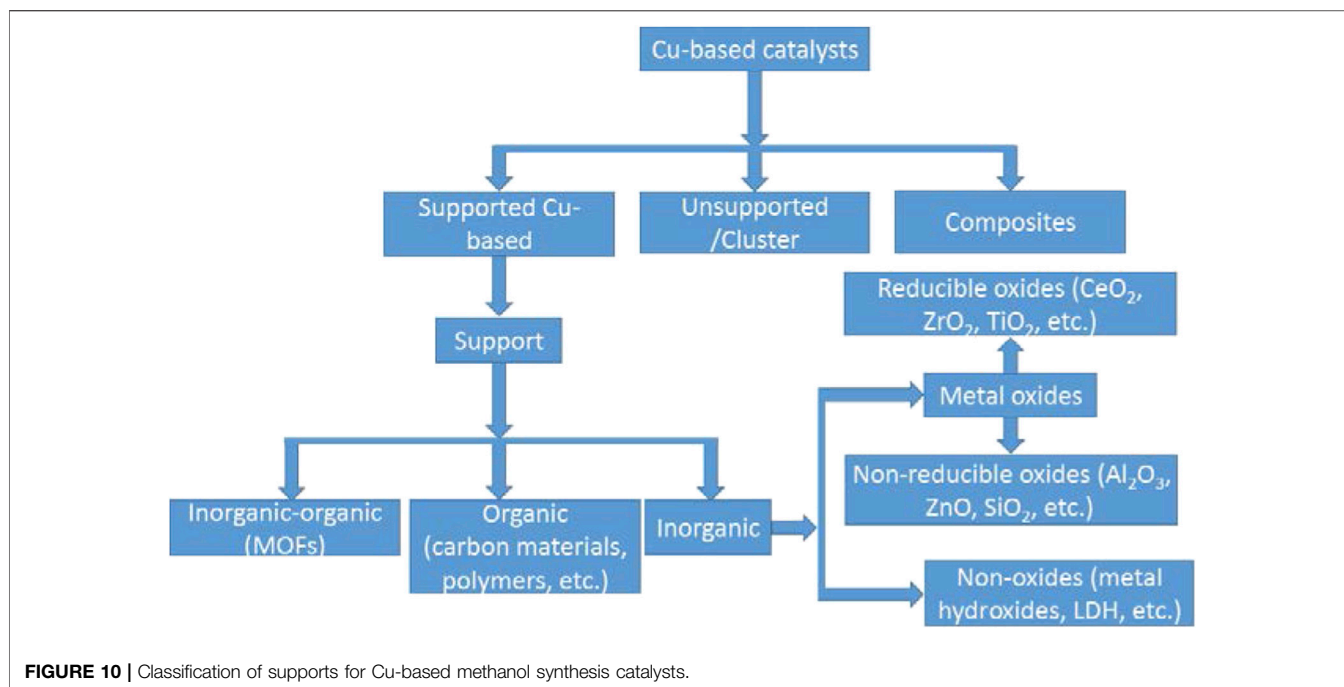 Cu-based catalysts
Supported Cu-
based
Unsupported
/Cluster
Composites
Reducible oxides (CeO₂,
ZrO₂, TiO₂, etc.)
Support
Metal oxides
Non-reducible oxides (Al₂O₃,
ZnO, SiO₂, etc.)
Inorganic-organic
(MOFs)
Organic
(carbon materials,
polymers, etc.)
Inorganic
Non-oxides (metal
hydroxides, LDH, etc.)
FIGURE 10 | Classification of supports for Cu-based methanol synthesis catalysts.